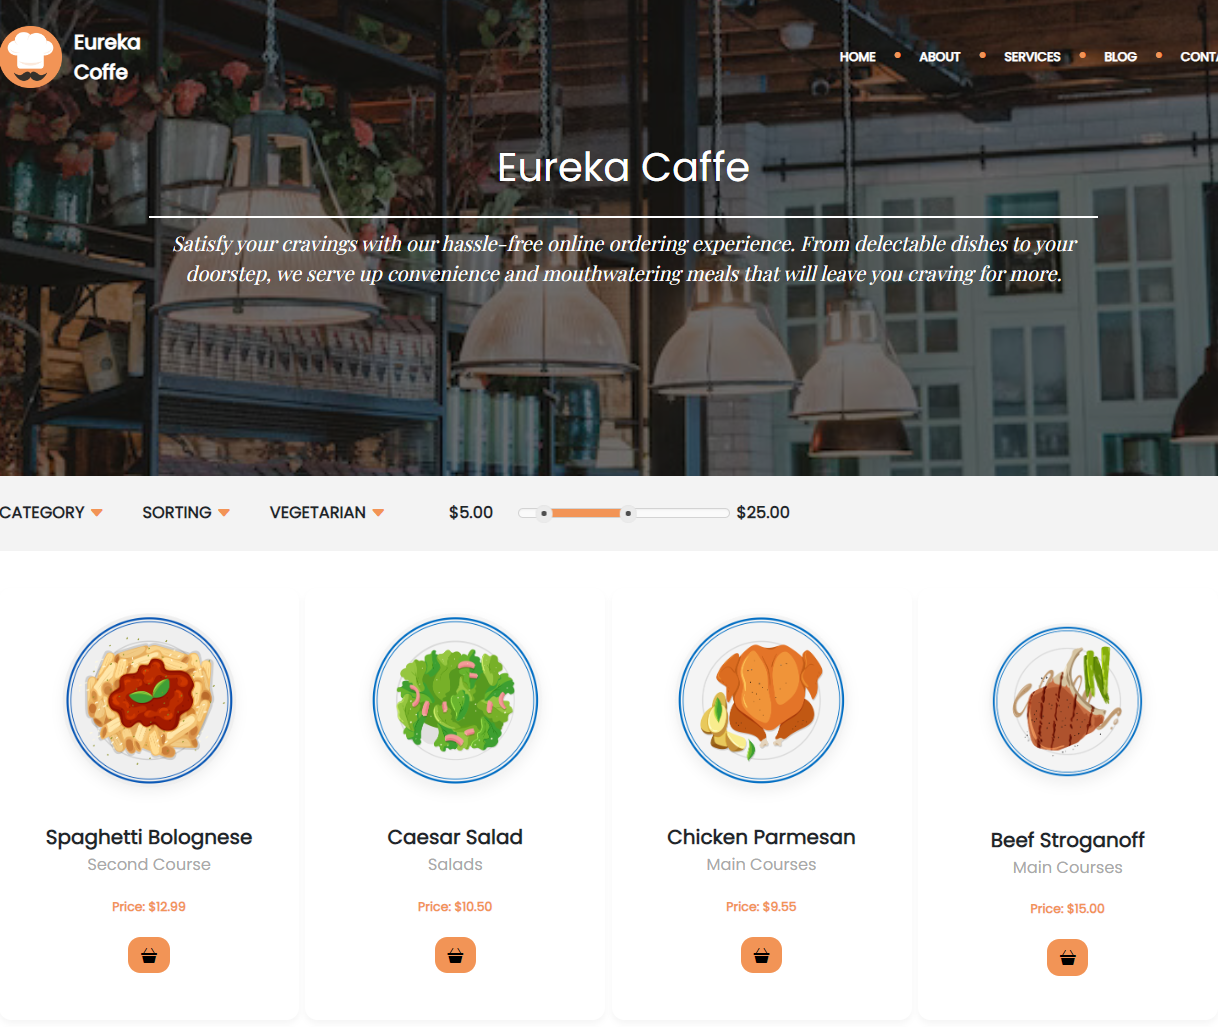 Eureka
Coffe
HOME ABOUT SERVICES BLOG
Eureka Caffe
Satisfy your cravings with our hassle-free online ordering experience. From delectable dishes to your
doorstep, we serve up convenience and mouthwatering meals that will leave you craving for more.
CATEGORY SORTING VEGETARIAN $5.00 $25.00
Spaghetti Bolognese
Second Course
Price: $12.99
Caesar Salad
Salads
Price: $10.50
Chicken Parmesan
Main Courses
Price: $9.55
Beef Stroganoff
Main Courses
Price: $15.00